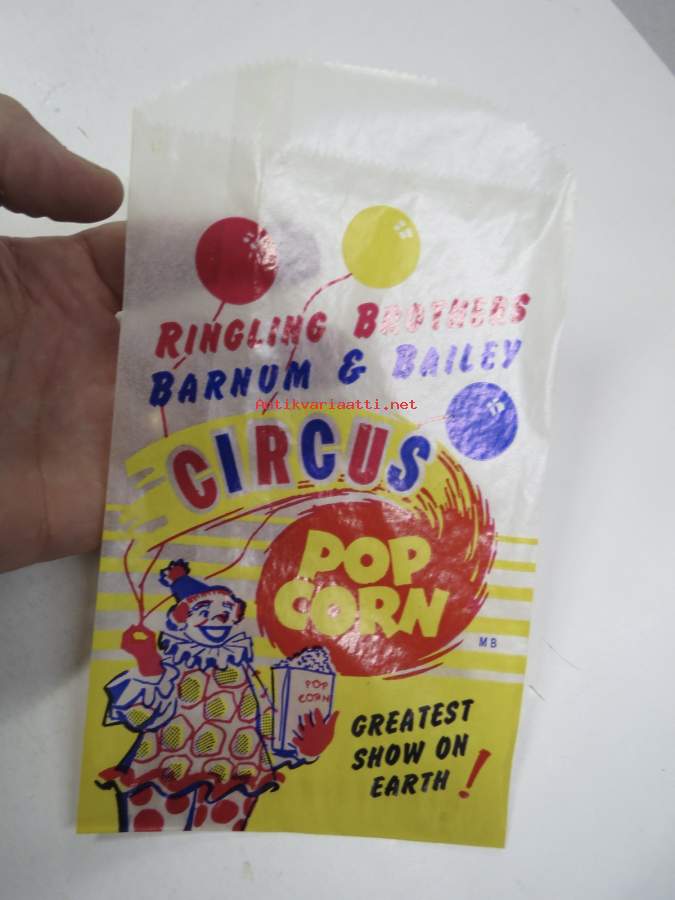 RINGLING BROTHERS
BARNUM & BAILEY
Antikvariaatti.net
CIRCUS
POP
CORN
MB
POP
CORN
GREATEST
SHOW ON
EARTH!